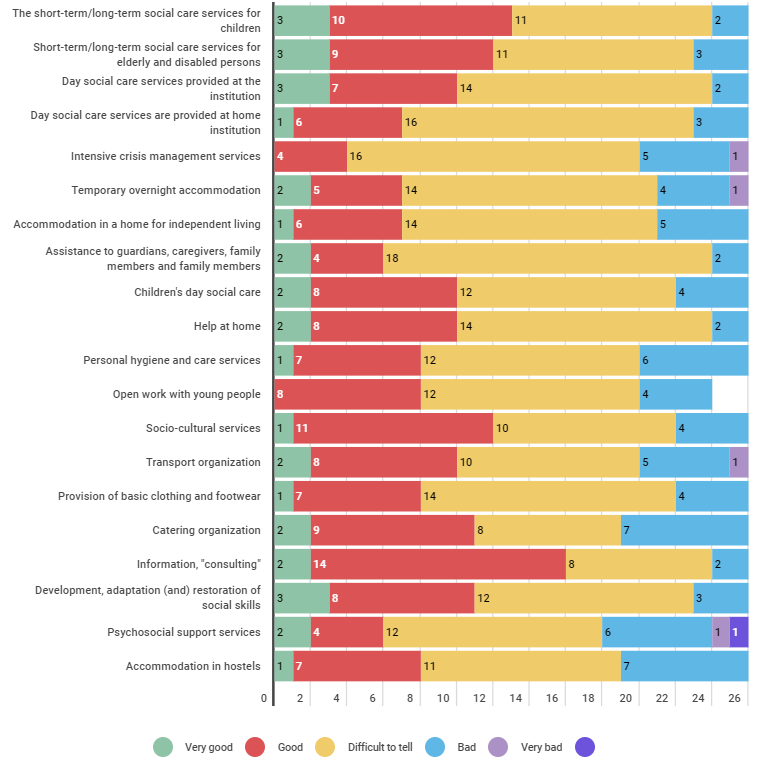 The short-term/long-term social care services for
children
3 10 11 2
Short-term/long-term social care services for
elderly and disabled persons
3 9 11 3
Day social care services provided at the
institution
3 7 14 2
Day social care services are provided at home
institution
1 6 16 3
Intensive crisis management services
4 16 5 1
Temporary overnight accommodation
2 5 14 4 1
Accommodation in a home for independent living
1 6 14 5
Assistance to guardians, caregivers, family
members and family members
2 4 18 2
Children's day social care
2 8 12 4
Help at home
2 8 14 2
Personal hygiene and care services
1 7 12 6
Open work with young people
8 12 4
Socio-cultural services
1 11 10 4
Transport organization
2 8 10 5 1
Provision of basic clothing and footwear
1 7 14 4
Catering organization
2 9 8 7
Information, "consulting"
2 14 8 2
Development, adaptation (and) restoration of
social skills
3 8 12 3
Psychosocial support services
2 4 12 6 1 1
Accommodation in hostels
1 7 11 7
0 2 4 6 8 10 12 14 16 18 20 22 24 26
Very good Good Difficult to tell Bad Very bad